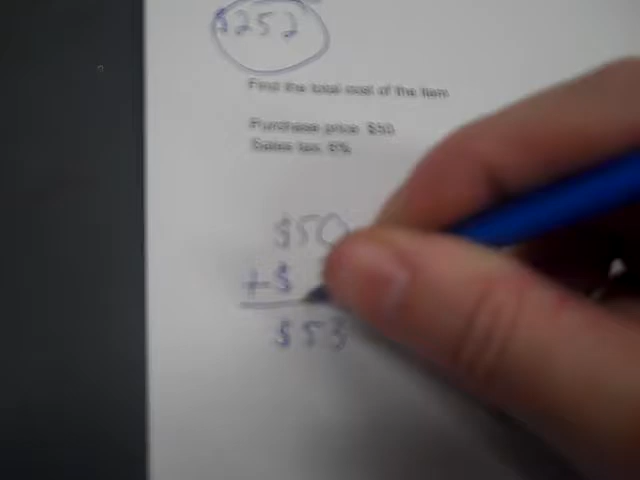 $252
Find the total cost of the item
Purchase price $50
Sales tax 6%
$50
+$
$53